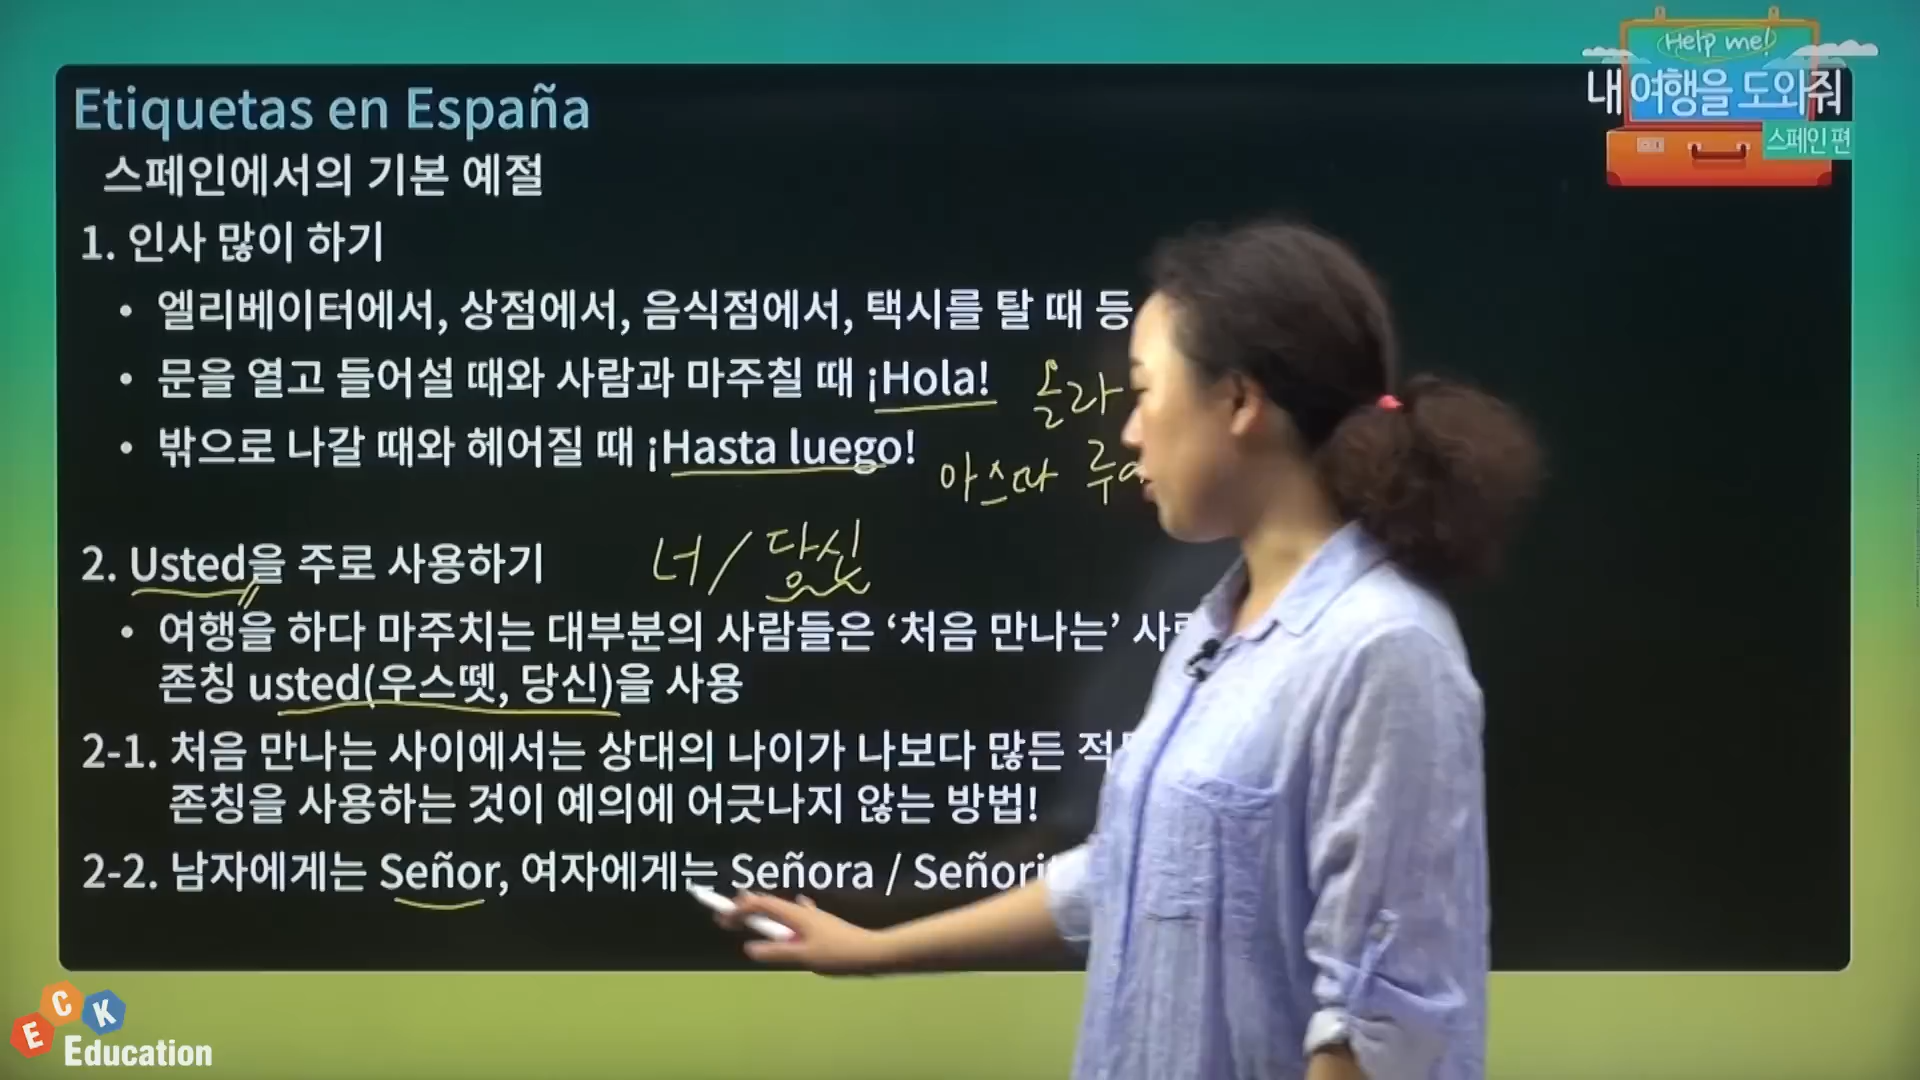 Help me!
내 여행을 도와줘
스페인 편
Etiquetas en España
스페인에서의 기본 예절
1. 인사 많이 하기
• 엘리베이터에서, 상점에서, 음식점에서, 택시를 탈 때 등
• 문을 열고 들어설 때와 사람과 마주칠 때 ¡Hola! 올라
• 밖으로 나갈 때와 헤어질 때 ¡Hasta luego!
아스따
2. Usted을 주로 사용하기 너 / 당신
• 여행을 하다 마주치는 대부분의 사람들은 ‘처음 만나는’
존칭 usted(우스뗏, 당신)을 사용
2-1. 처음 만나는 사이에서는 상대의 나이가 나보다 많든
존칭을 사용하는 것이 예의에 어긋나지 않는 방법!
2-2. 남자에게는 Señor, 여자에게는 Señora /
ECK
Education